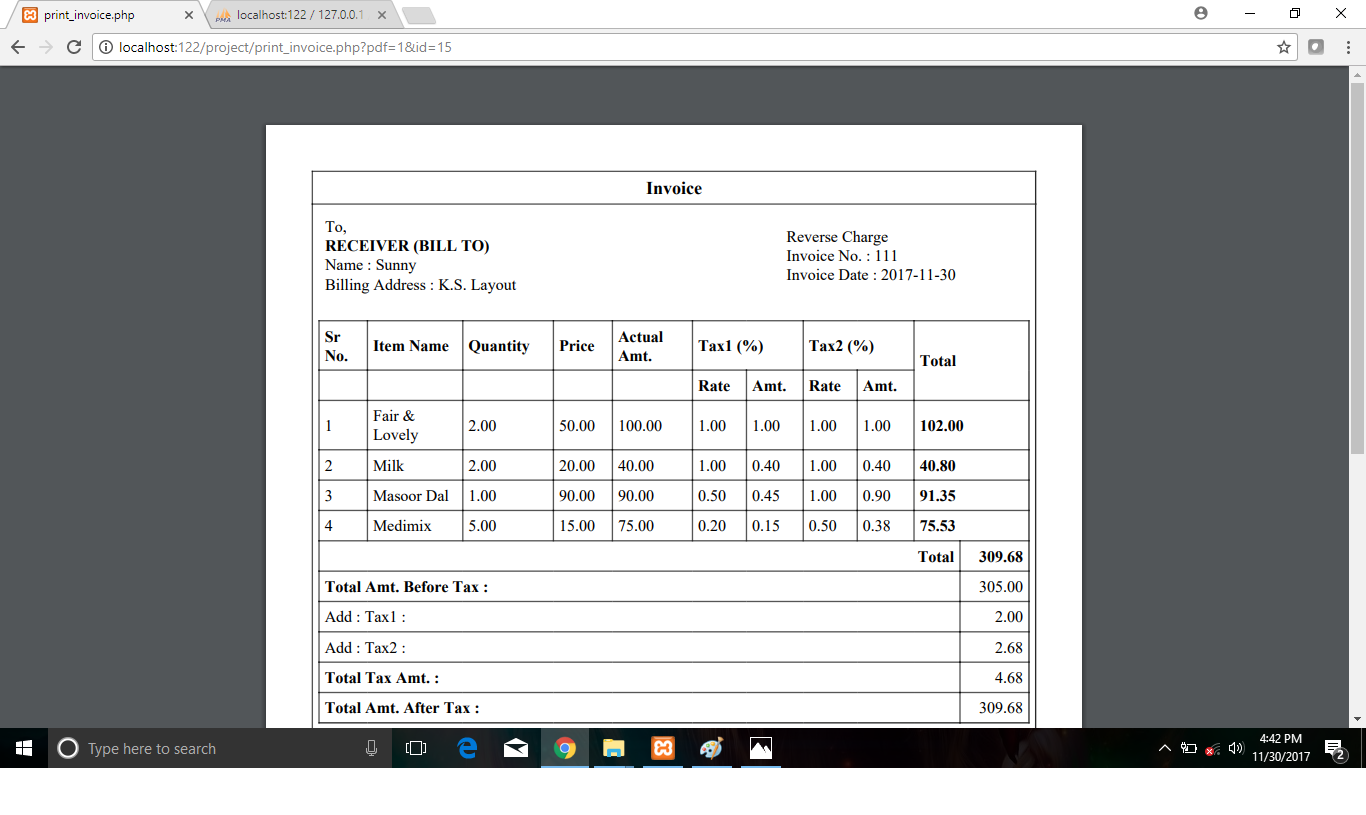 print_invoice.php
localhost:122 / 127.0.0.1
localhost:122/project/print_invoice.php?pdf=1&id=15
Invoice
To,
RECEIVER (BILL TO)
Name : Sunny
Billing Address : K.S. Layout
Reverse Charge
Invoice No. : 111
Invoice Date : 2017-11-30
Sr No. Item Name Quantity Price Actual Amt. Tax1 (%) Tax2 (%) Total
Rate Amt. Rate Amt.
1 Fair & Lovely 2.00 50.00 100.00 1.00 1.00 1.00 1.00 102.00
2 Milk 2.00 20.00 40.00 1.00 0.40 1.00 0.40 40.80
3 Masoor Dal 1.00 90.00 90.00 0.50 0.45 1.00 0.90 91.35
4 Medimix 5.00 15.00 75.00 0.20 0.15 0.50 0.38 75.53
Total 309.68
Total Amt. Before Tax : 305.00
Add : Tax1 : 2.00
Add : Tax2 : 2.68
Total Tax Amt. : 4.68
Total Amt. After Tax : 309.68
Type here to search
4:42 PM
11/30/2017
2